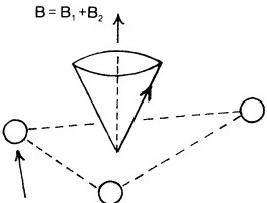 B = B₁ + B₂